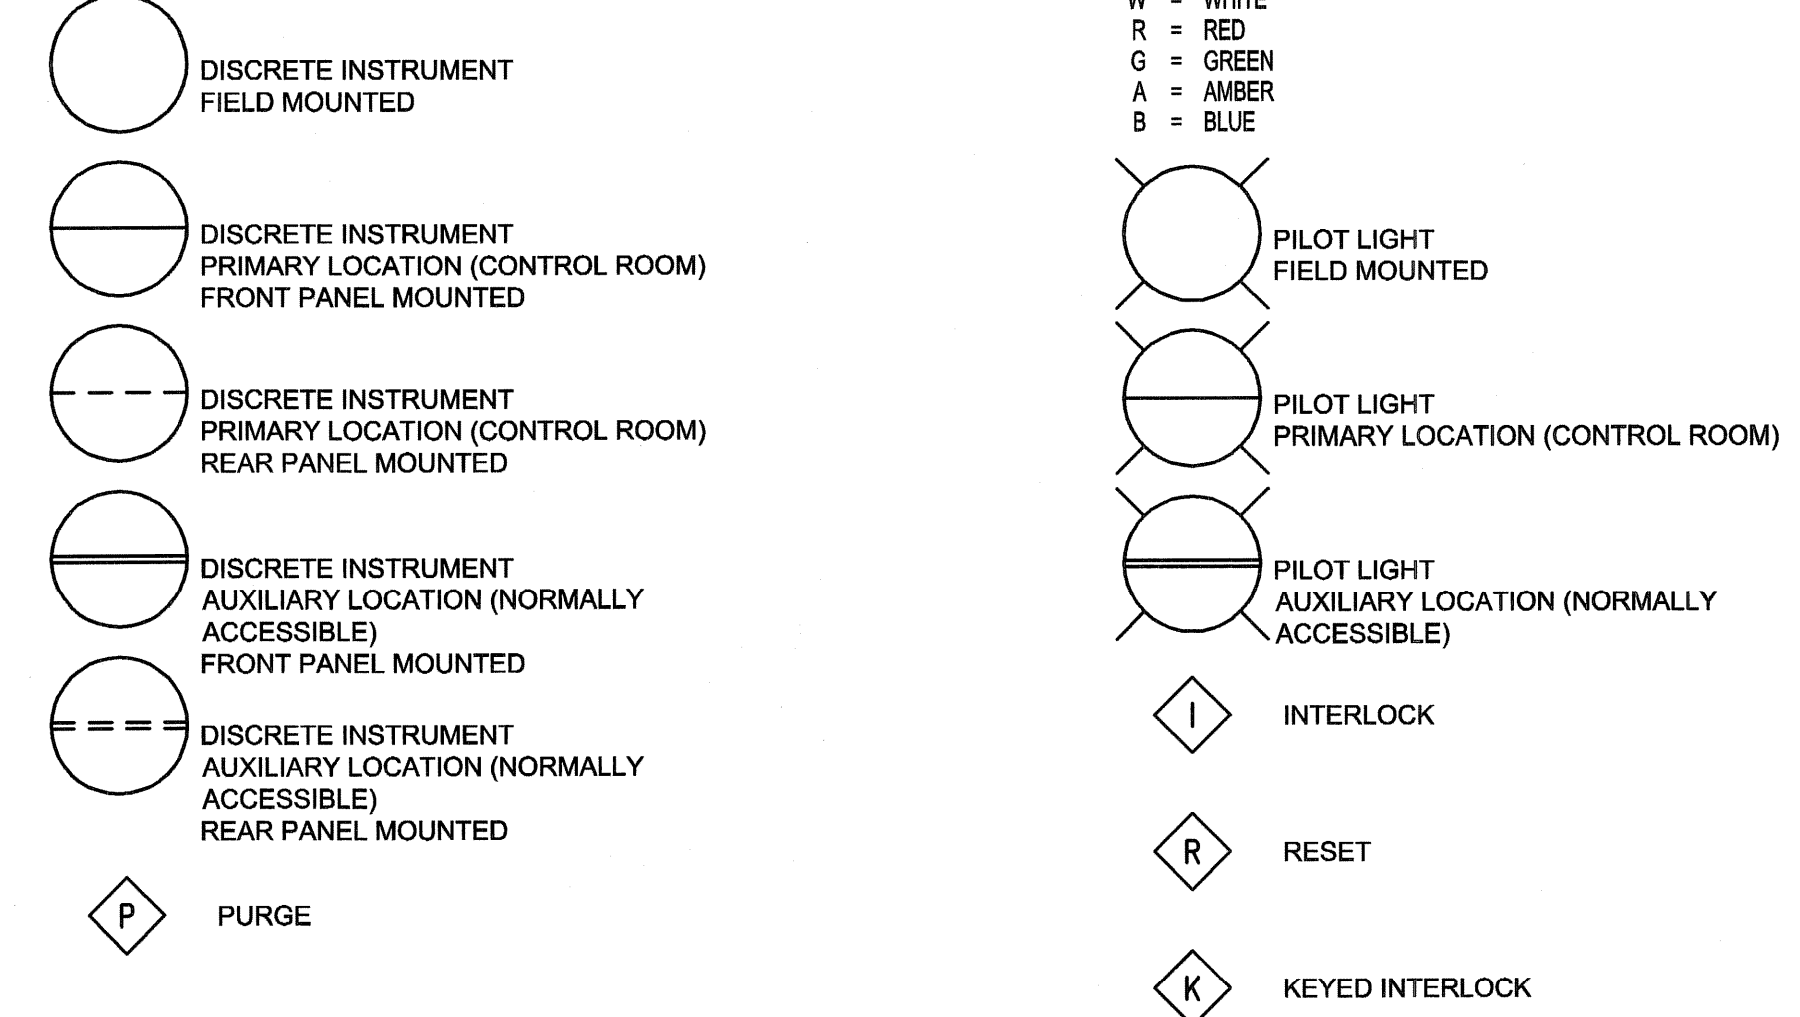 DISCRETE INSTRUMENT
FIELD MOUNTED
DISCRETE INSTRUMENT
PRIMARY LOCATION (CONTROL ROOM)
FRONT PANEL MOUNTED
DISCRETE INSTRUMENT
PRIMARY LOCATION (CONTROL ROOM)
REAR PANEL MOUNTED
DISCRETE INSTRUMENT
AUXILIARY LOCATION (NORMALLY
ACCESSIBLE)
FRONT PANEL MOUNTED
DISCRETE INSTRUMENT
AUXILIARY LOCATION (NORMALLY
ACCESSIBLE)
REAR PANEL MOUNTED
P PURGE
W = WHITE
R = RED
G = GREEN
A = AMBER
B = BLUE
PILOT LIGHT
FIELD MOUNTED
PILOT LIGHT
PRIMARY LOCATION (CONTROL ROOM)
PILOT LIGHT
AUXILIARY LOCATION (NORMALLY
ACCESSIBLE)
I INTERLOCK
R RESET
K KEYED INTERLOCK